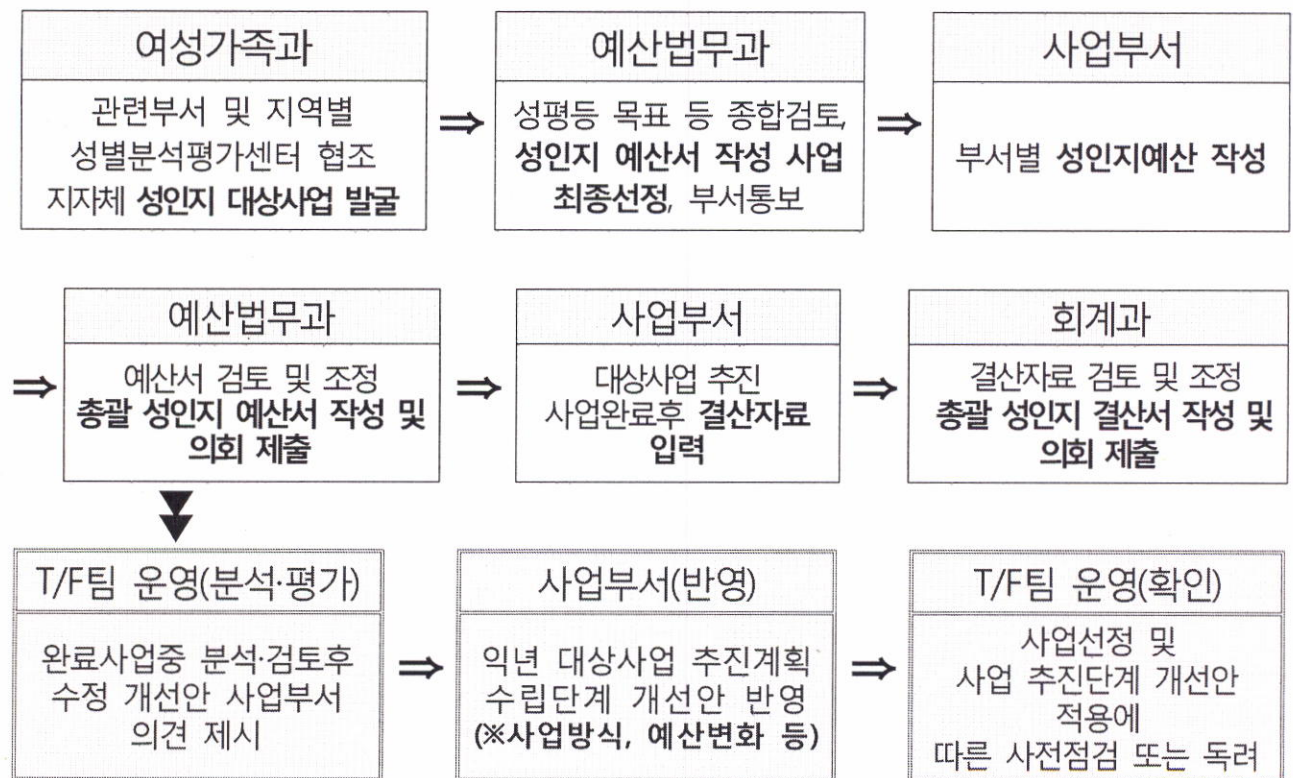 여성가족과
관련부서 및 지역별
성별분석평가센터 협조
지자체 성인지 대상사업 발굴
⇒
예산법무과
성평등 목표 등 종합검토,
성인지 예산서 작성 사업
최종선정, 부서통보
⇒
사업부서
부서별 성인지예산 작성
⇒
예산법무과
예산서 검토 및 조정
총괄 성인지 예산서 작성 및
의회 제출
⇒
사업부서
대상사업 추진
사업완료후 결산자료
입력
⇒
회계과
결산자료 검토 및 조정
총괄 성인지 결산서 작성 및
의회 제출
T/F팀 운영(분석·평가)
완료사업중 분석·검토후
수정 개선안 사업부서
의견 제시
⇒
사업부서(반영)
익년 대상사업 추진계획
수립단계 개선안 반영
(※사업방식, 예산변화 등)
⇒
T/F팀 운영(확인)
사업선정 및
사업 추진단계 개선안
적용에
따른 사전점검 또는 독려